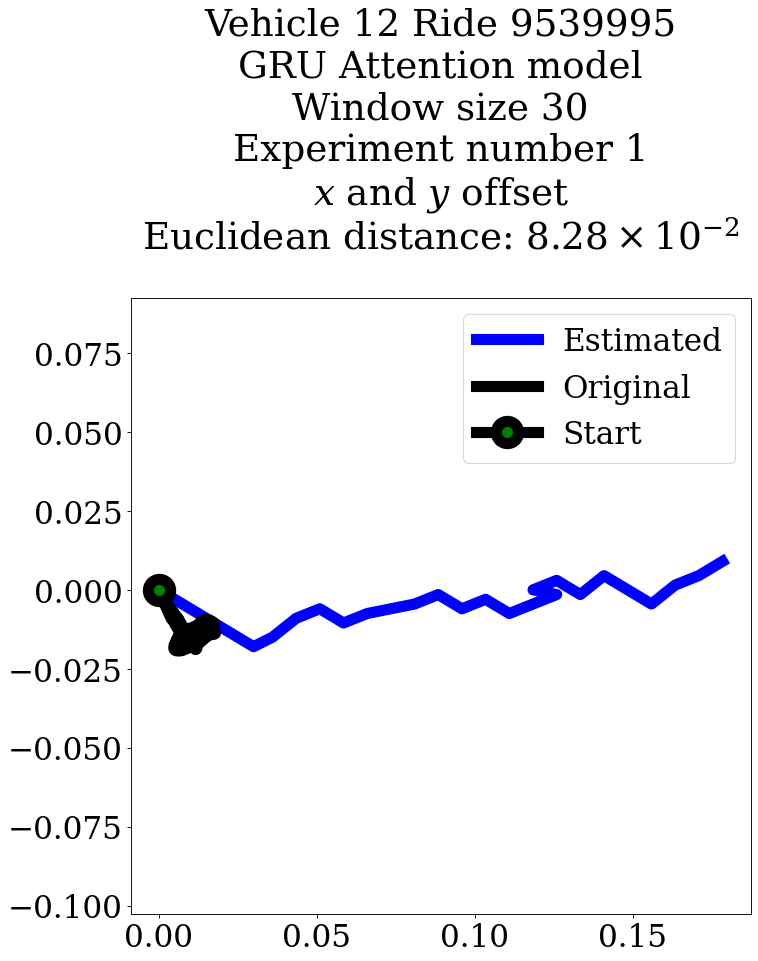 Vehicle 12 Ride 9539995
GRU Attention model
Window size 30
Experiment number 1
x and y offset
Euclidean distance: 8.28 × 10⁻²
Estimated
Original
Start
0.075
0.050
0.025
0.000
−0.025
−0.050
−0.075
−0.100
0.00 0.05 0.10 0.15